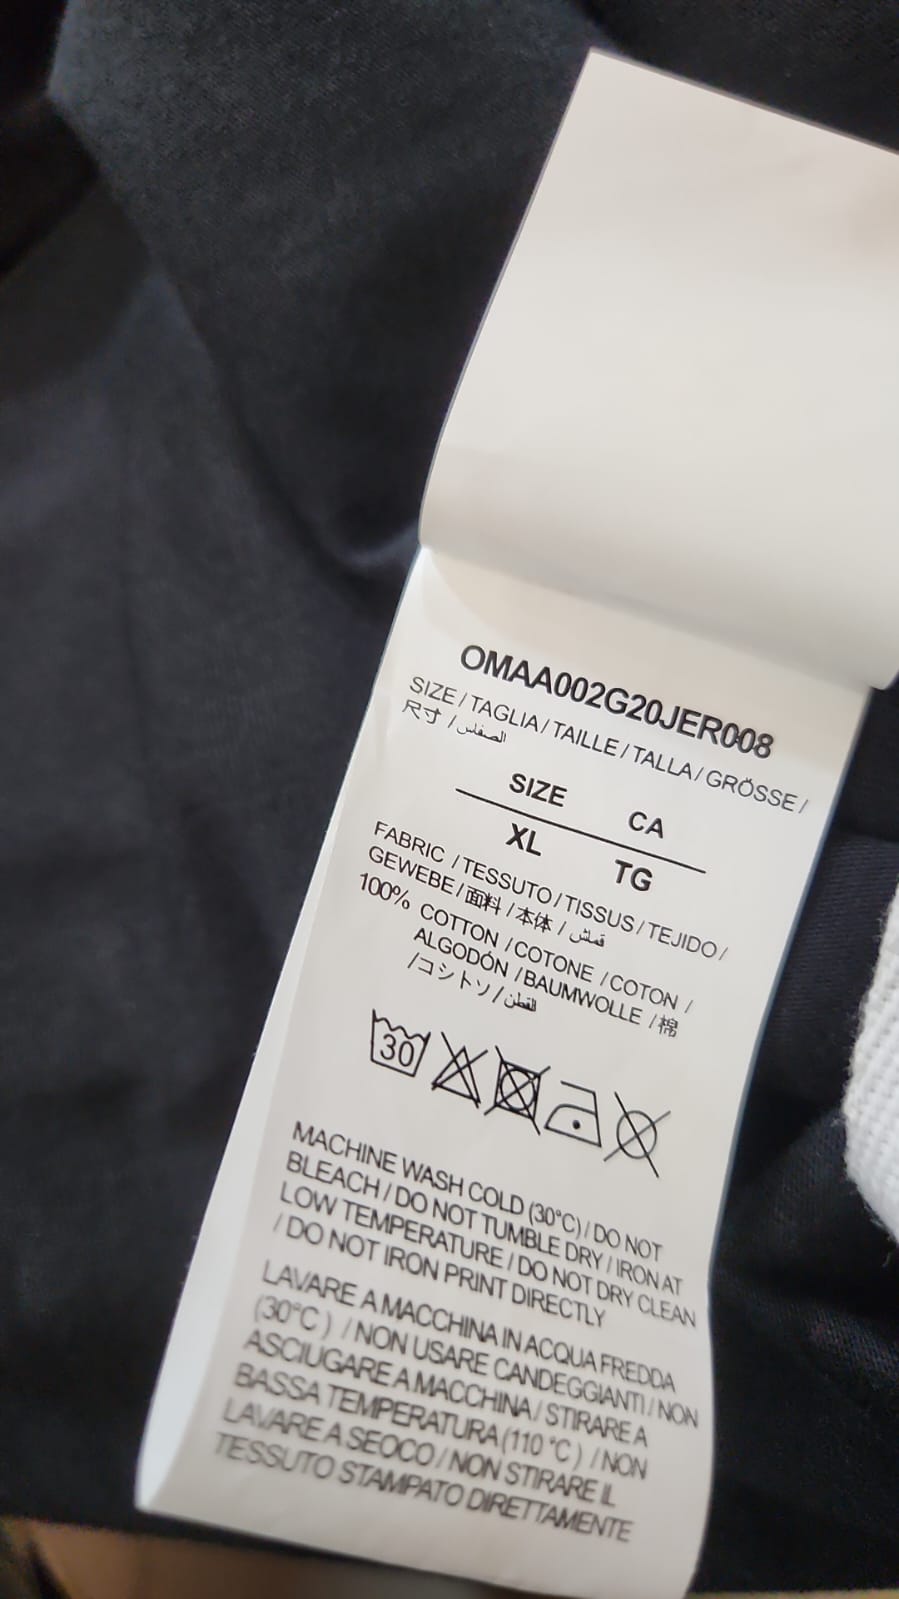 OMAA002G20JER008
SIZE / TAGLIA / TAILLE / TALLA / GRÖSSE /
尺寸 / الصفاس
SIZE CA
XL TG
FABRIC / TESSUTO / TISSUS / TEJIDO /
GEWEBE / 面料 / 本体 / قماش
100% COTTON / COTONE / COTON /
ALGODÓN / BAUMWOLLE / 棉
/ コシトソ / القطن
30
MACHINE WASH COLD (30°C) / DO NOT
BLEACH / DO NOT TUMBLE DRY / IRON AT
LOW TEMPERATURE / DO NOT DRY CLEAN
/ DO NOT IRON PRINT DIRECTLY
LAVARE A MACCHINA IN ACQUA FREDDA
(30°C ) / NON USARE CANDEGGIANTI / NON
ASCIUGARE A MACCHINA / STIRARE A
BASSA TEMPERATURA (110 °C ) / NON
LAVARE A SEOCO / NON STIRARE IL
TESSUTO STAMPATO DIRETTAMENTE